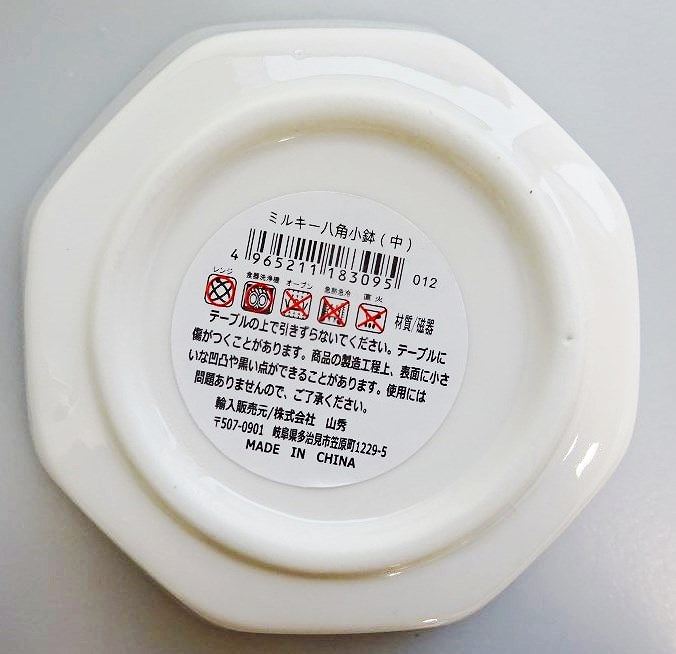 ミルキー八角小鉢(中)
4 965211 183095 012
レンジ 食器洗浄機 オーブン 急熱急冷 直火
材質/磁器
テーブルの上で引きずらないでください。テーブルに
傷がつくことがあります。商品の製造工程上、表面に小さ
いな凹凸や黒い点ができることがあります。使用には
問題ありませんので、ご了承ください。
輸入販売元/株式会社 山秀
〒507-0901 岐阜県多治見市笠原町1229-5
MADE IN CHINA